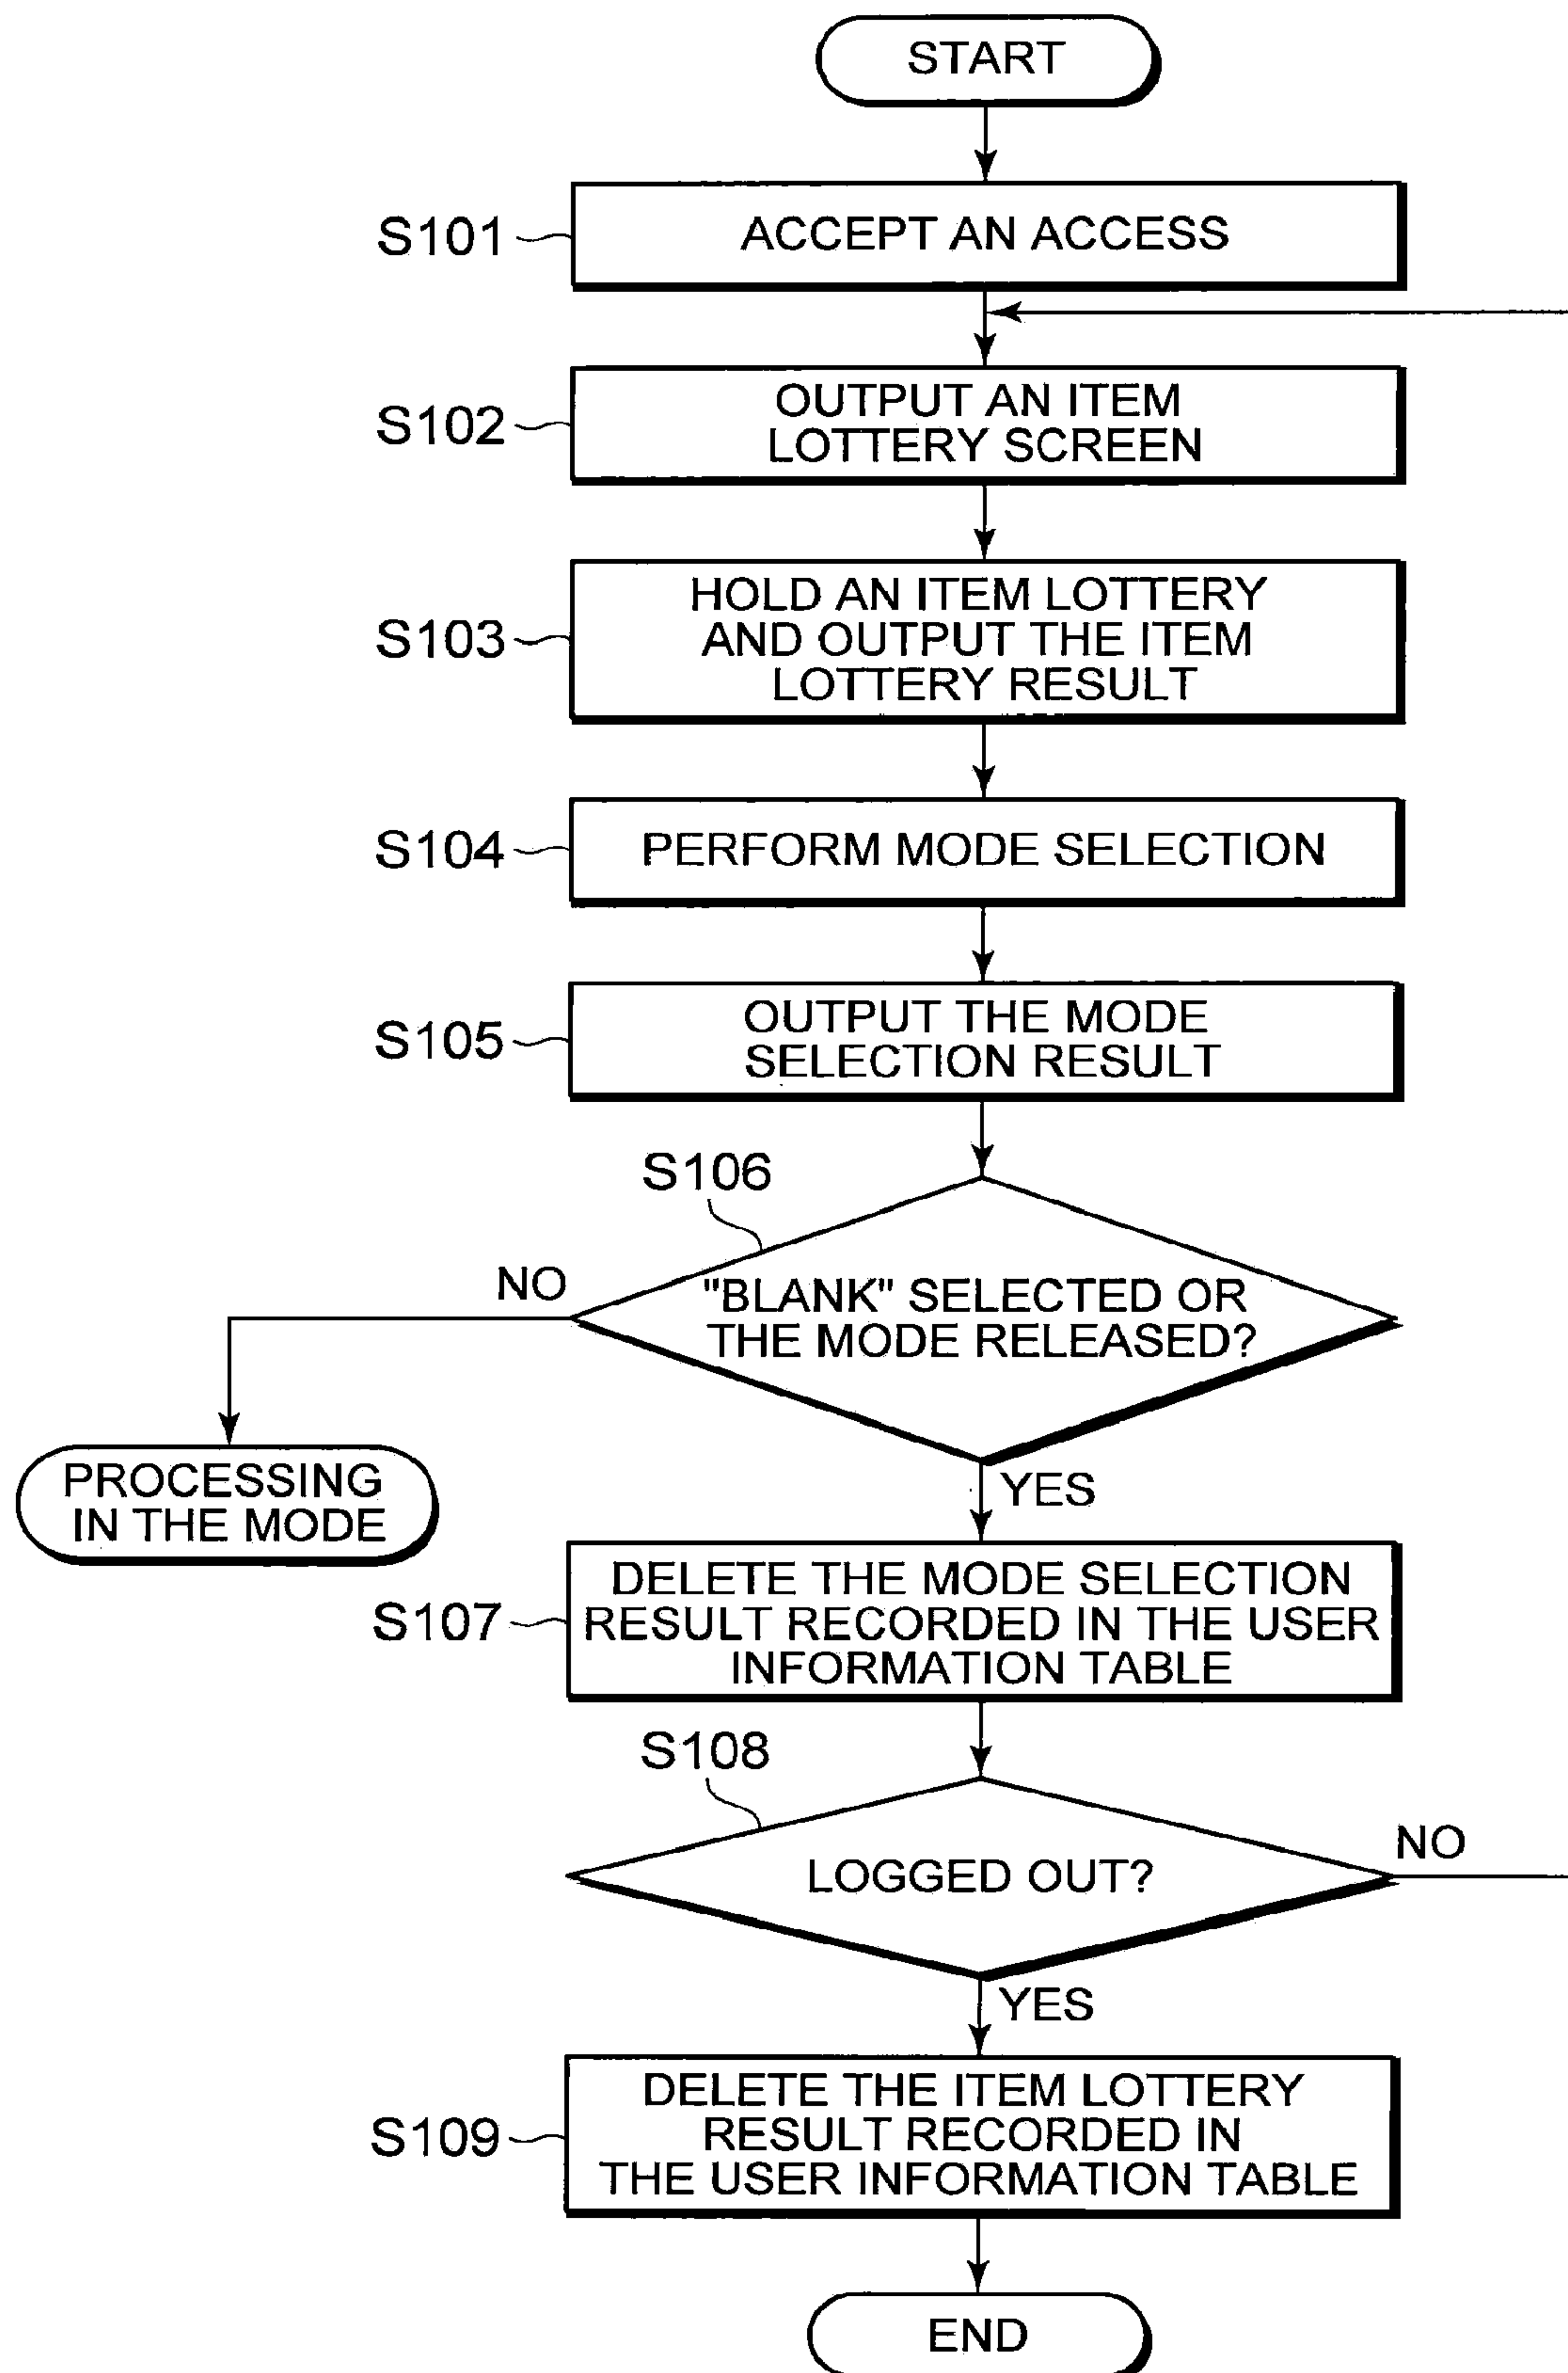 START
S101
ACCEPT AN ACCESS
S102
OUTPUT AN ITEM
LOTTERY SCREEN
S103
HOLD AN ITEM LOTTERY
AND OUTPUT THE ITEM
LOTTERY RESULT
S104
PERFORM MODE SELECTION
S105
OUTPUT THE MODE
SELECTION RESULT
S106
NO
"BLANK" SELECTED OR
THE MODE RELEASED?
PROCESSING
IN THE MODE
YES
S107
DELETE THE MODE SELECTION
RESULT RECORDED IN THE USER
INFORMATION TABLE
S108
NO
LOGGED OUT?
YES
S109
DELETE THE ITEM LOTTERY
RESULT RECORDED IN
THE USER INFORMATION TABLE
END